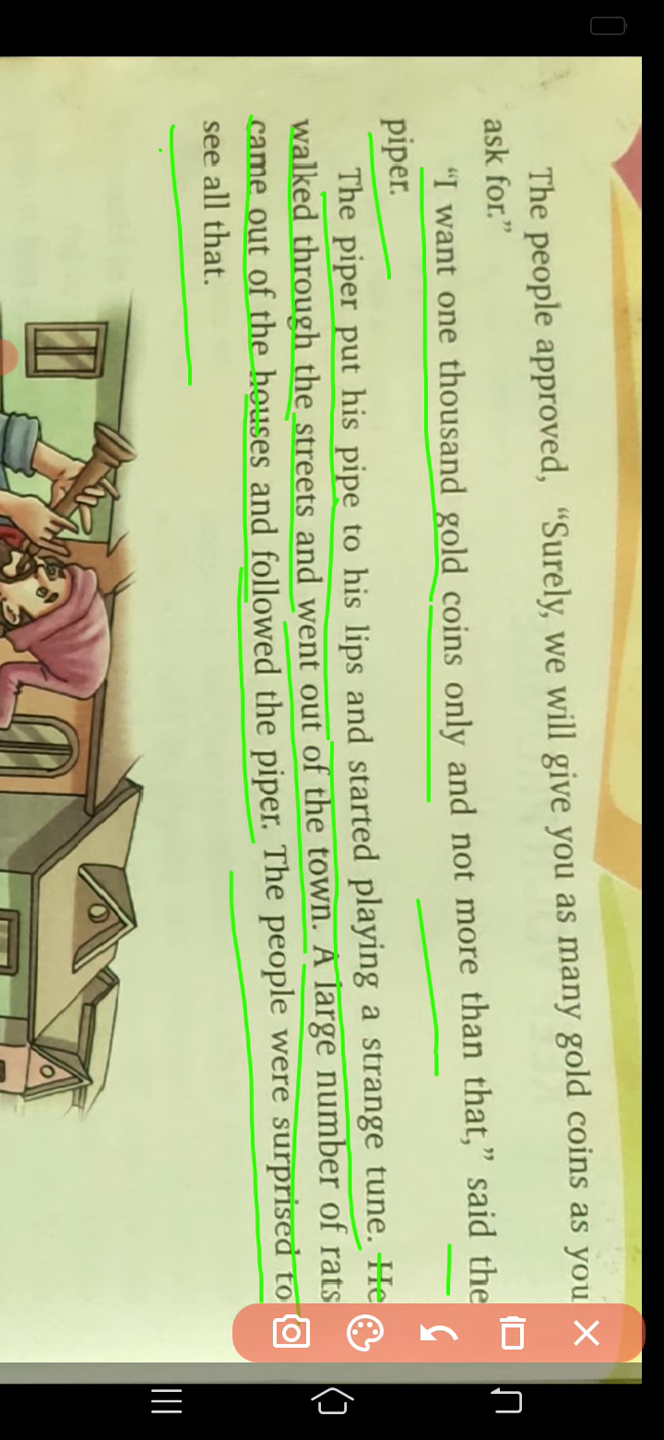 The people approved, “Surely, we will give you as many gold coins as you
ask for.”
“I want one thousand gold coins only and not more than that,” said the
piper.
The piper put his pipe to his lips and started playing a strange tune. He
walked through the streets and went out of the town. A large number of rats
came out of the houses and followed the piper. The people were surprised to
see all that.